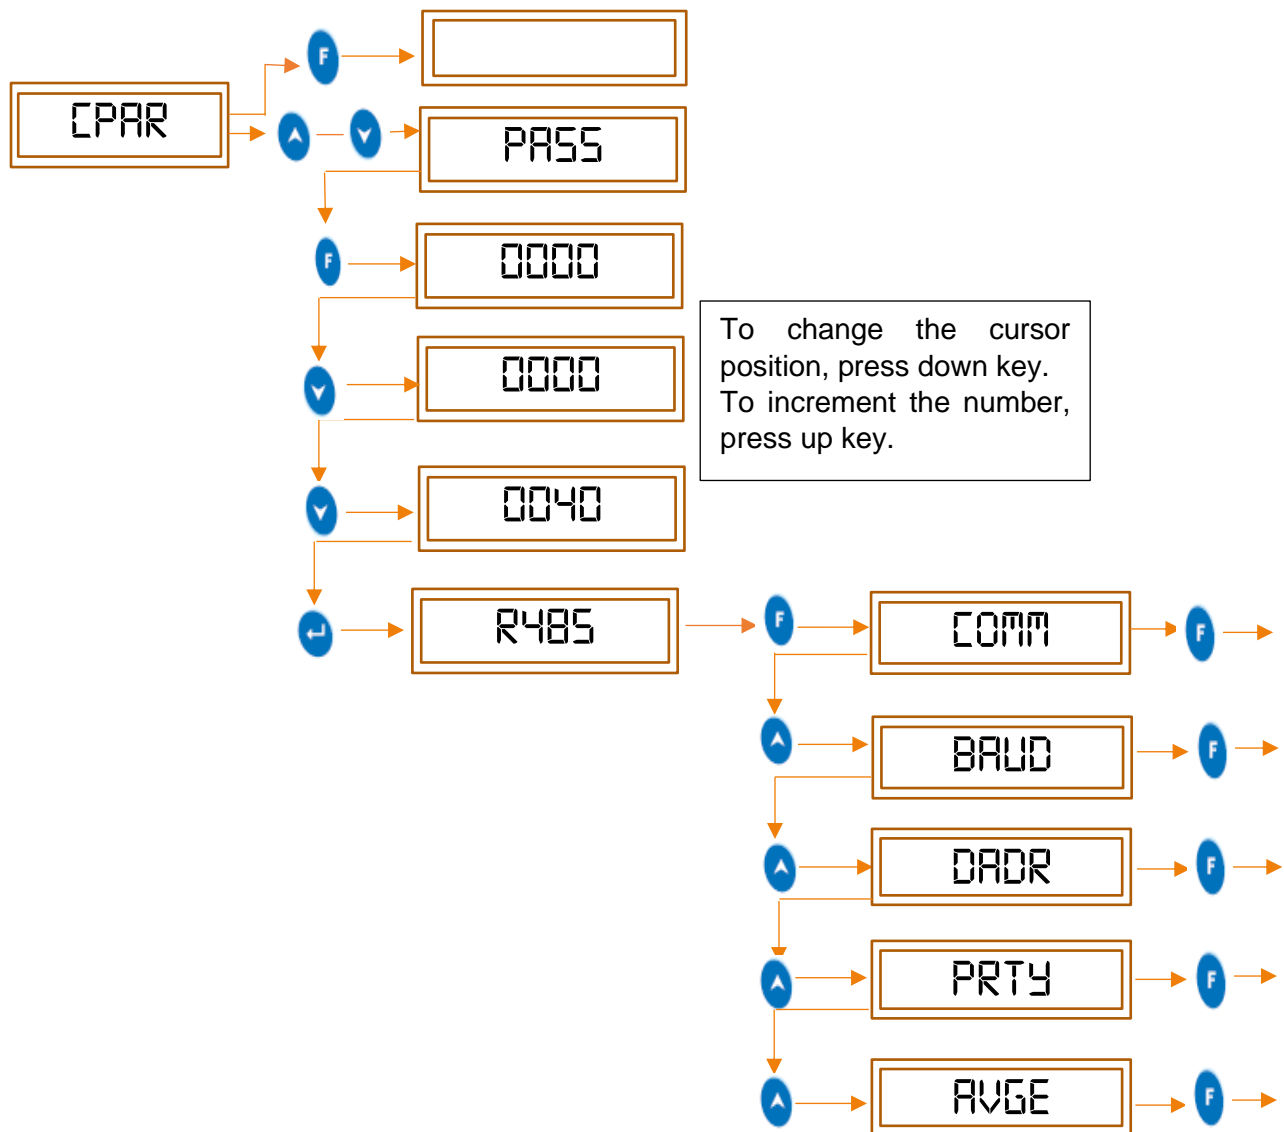 F
CPAR
PASS
F
0000
To change the cursor
position, press down key.
To increment the number,
press up key.
0000
0040
R485
F
COMM
F
BAUD
F
DADR
F
PRTY
F
AVGE
F